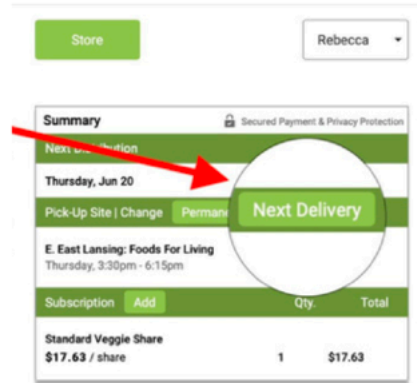 Store
Rebecca
Summary
Secured Payment & Privacy Protection
Next Distribution
Thursday, Jun 20
Pick-Up Site | Change
Next Delivery
E. East Lansing: Foods For Living
Thursday, 3:30pm - 6:15pm
Subscription Add Qty. Total
Standard Veggie Share
$17.63 / share 1 $17.63